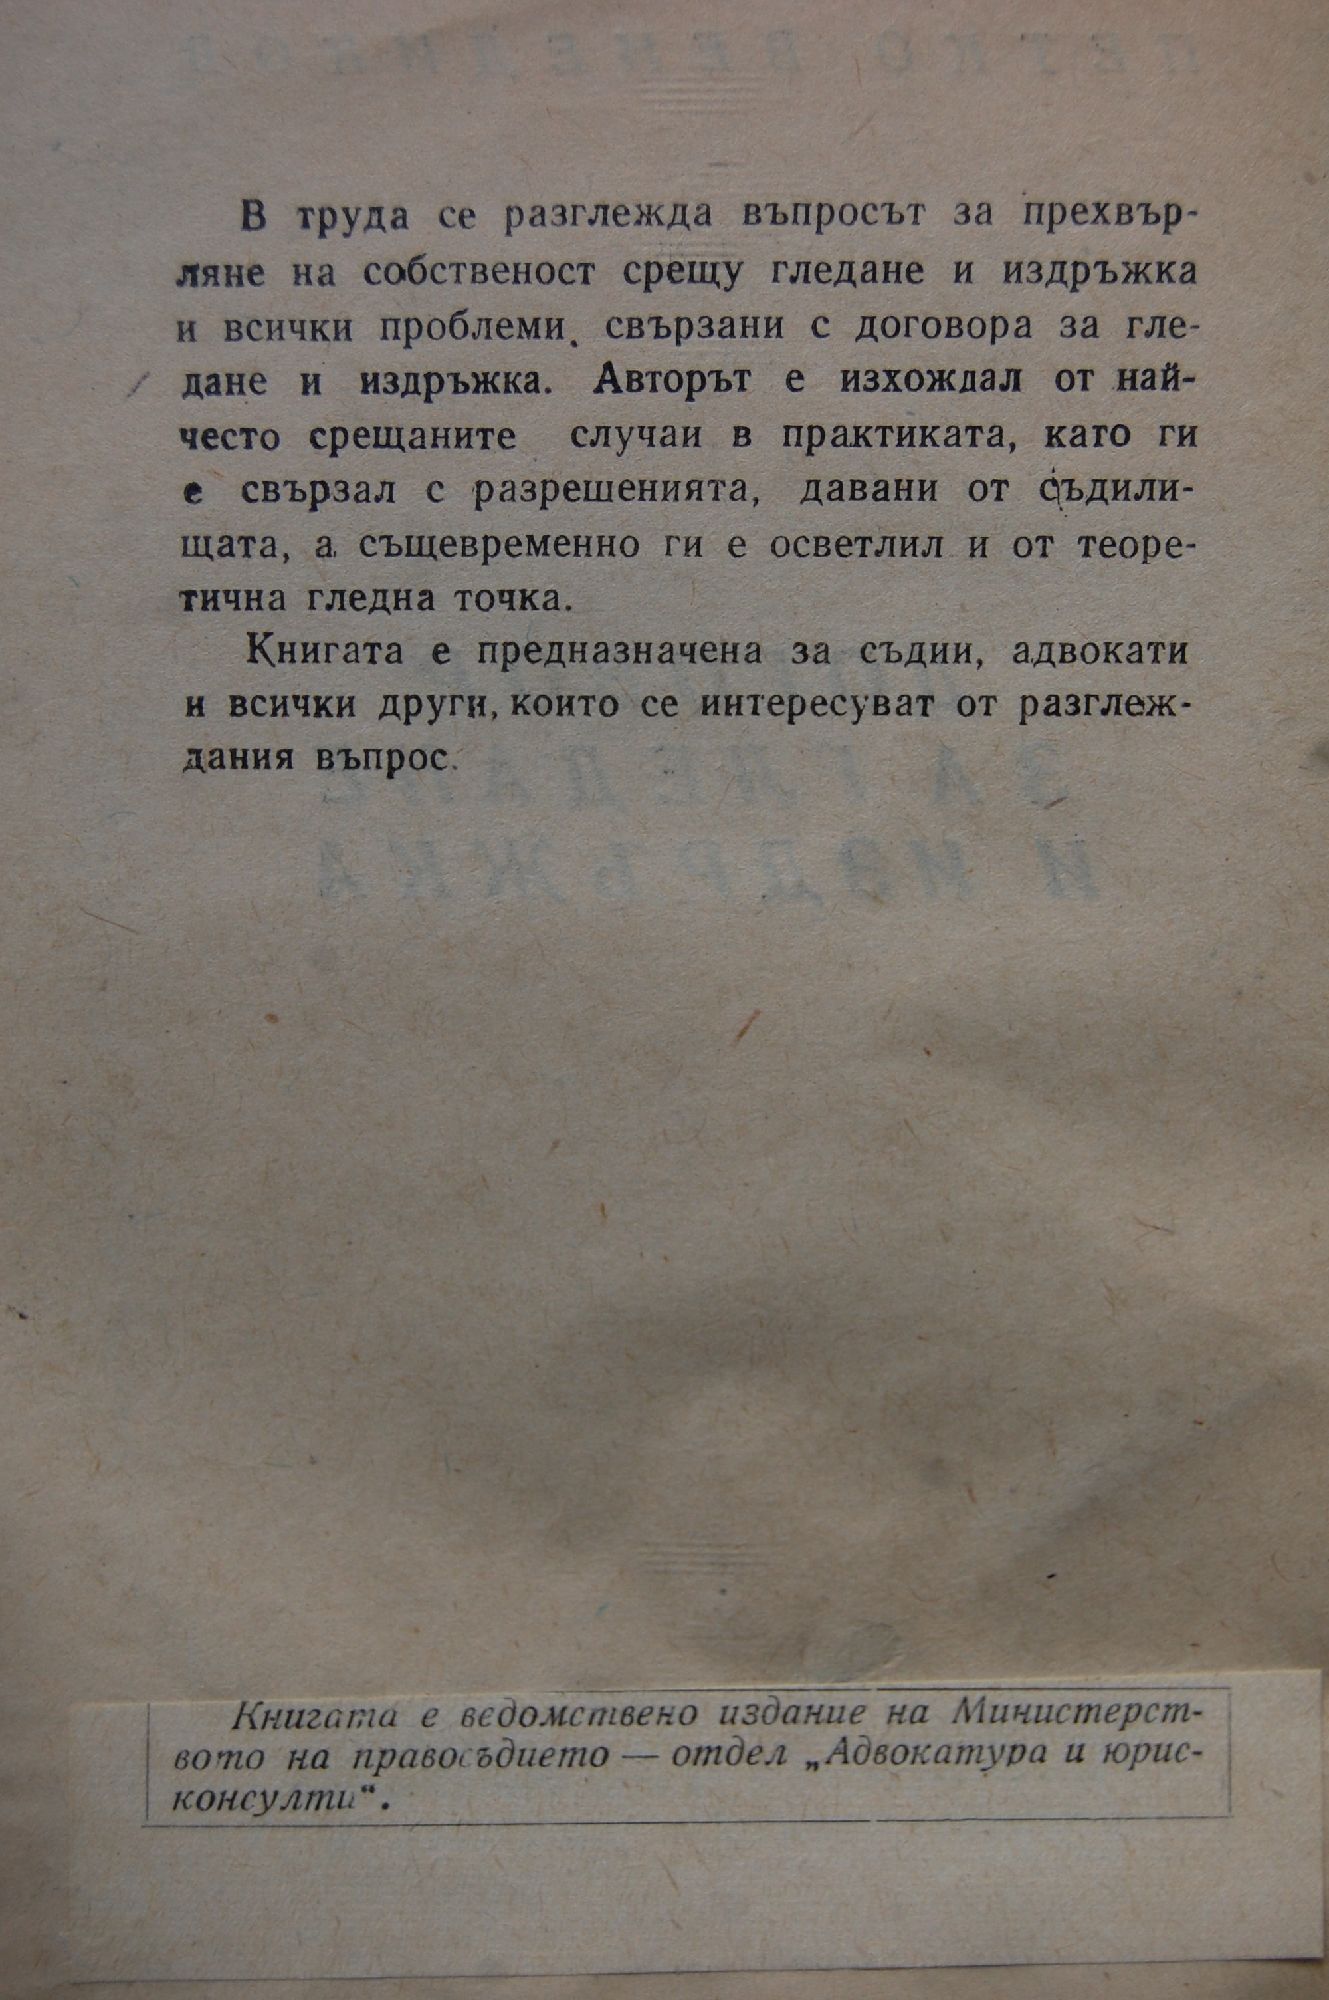 В труда се разглежда въпросът за прехвър-
ляне на собственост срещу гледане и издръжка
и всички проблеми, свързани с договора за гле-
дане и издръжка. Авторът е изхождал от най-
често срещаните случаи в практиката, като ги
е свързал с разрешенията, давани от съдили-
щата, а същевременно ги е осветлил и от теоре-
тична гледна точка.
Книгата е предназначена за съдии, адвокати
и всички други, които се интересуват от разглеж-
дания въпрос.
Книгата е ведомствено издание на Министерст-
вото на правосъдието — отдел „Адвокатура и юрис-
консулти“.